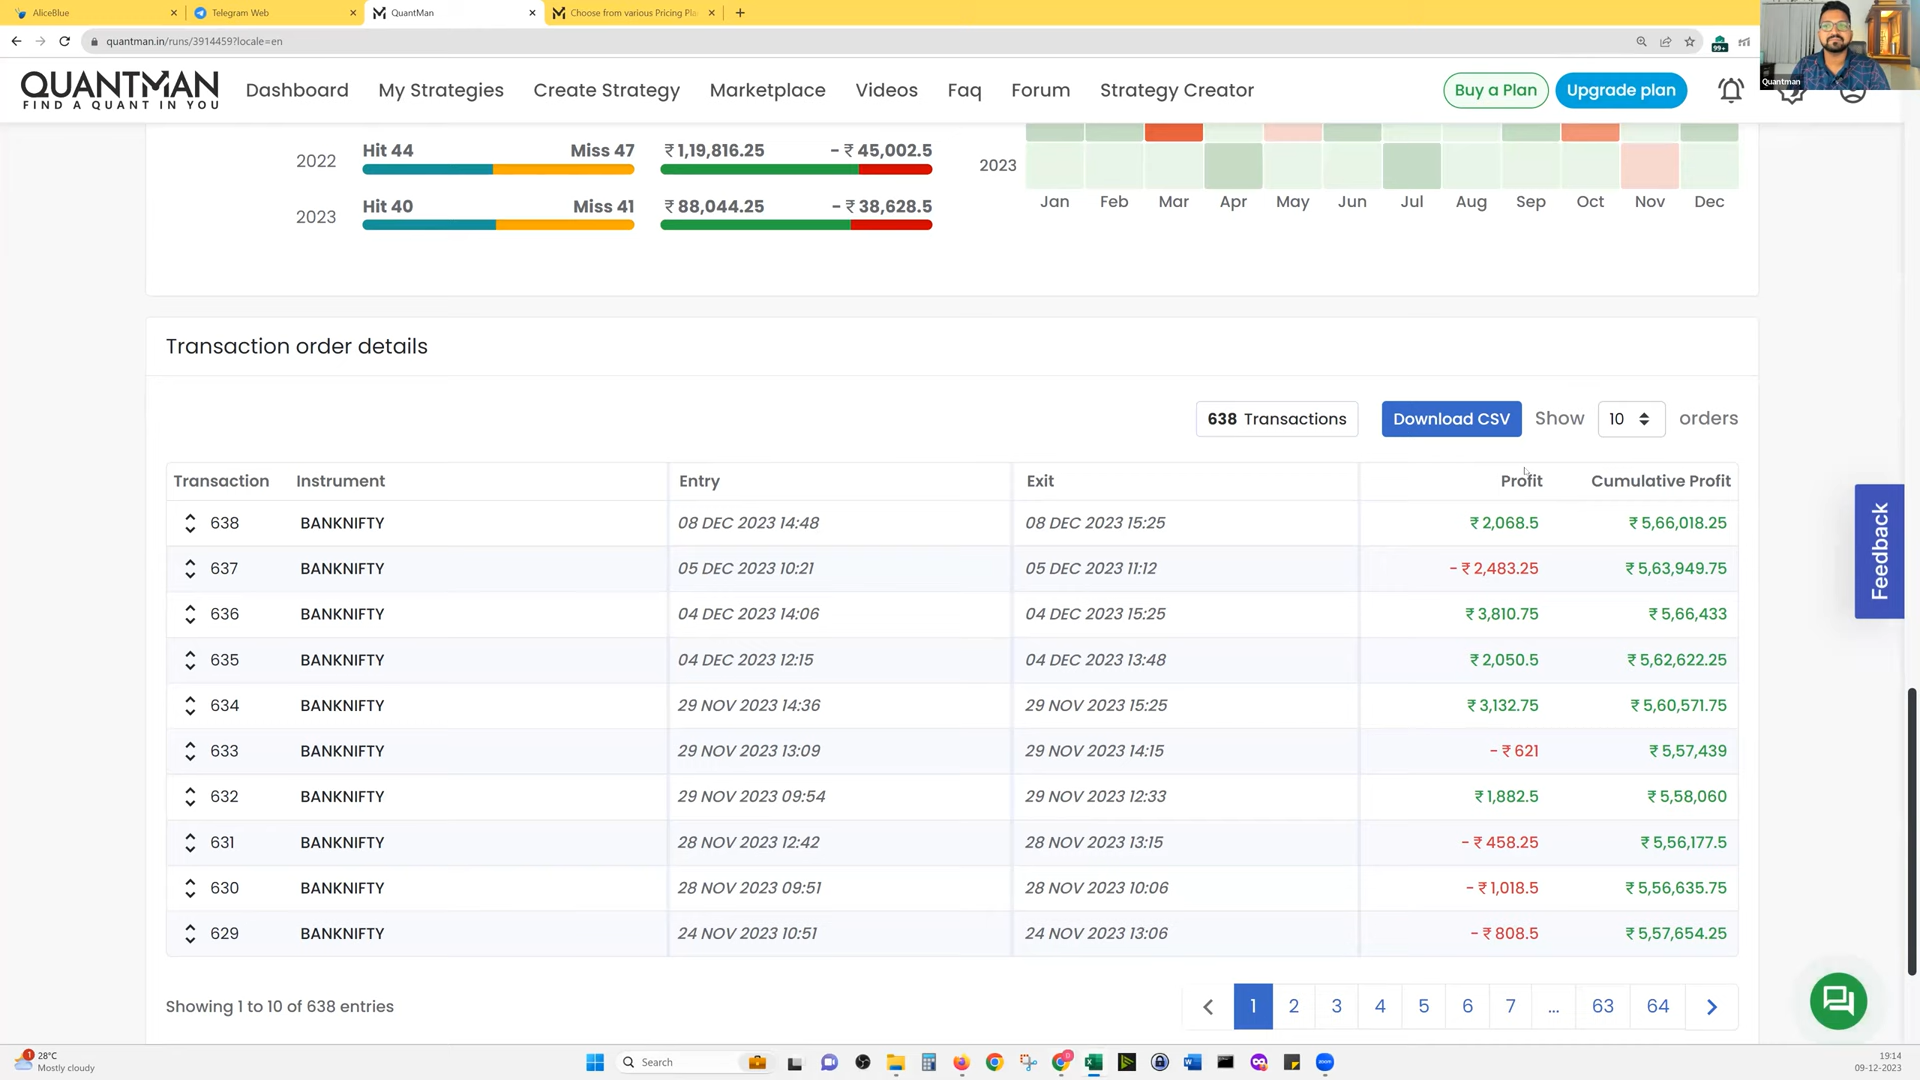 AliceBlue
Telegram Web
QuantMan
Choose from various Pricing Pla
quantman.in/runs/3914459?locale=en
99+
Quantman
QUANTMAN
FIND A QUANT IN YOU
Dashboard My Strategies Create Strategy Marketplace Videos Faq Forum Strategy Creator
Buy a Plan Upgrade plan
2022 Hit 44 Miss 47 ₹ 1,19,816.25 - ₹ 45,002.5
2023 Hit 40 Miss 41 ₹ 88,044.25 - ₹ 38,628.5
2023
Jan Feb Mar Apr May Jun Jul Aug Sep Oct Nov Dec
Transaction order details
638 Transactions Download CSV Show 10 orders
Transaction Instrument Entry Exit Profit Cumulative Profit
638 BANKNIFTY 08 DEC 2023 14:48 08 DEC 2023 15:25 ₹ 2,068.5 ₹ 5,66,018.25
637 BANKNIFTY 05 DEC 2023 10:21 05 DEC 2023 11:12 - ₹ 2,483.25 ₹ 5,63,949.75
636 BANKNIFTY 04 DEC 2023 14:06 04 DEC 2023 15:25 ₹ 3,810.75 ₹ 5,66,433
635 BANKNIFTY 04 DEC 2023 12:15 04 DEC 2023 13:48 ₹ 2,050.5 ₹ 5,62,622.25
634 BANKNIFTY 29 NOV 2023 14:36 29 NOV 2023 15:25 ₹ 3,132.75 ₹ 5,60,571.75
633 BANKNIFTY 29 NOV 2023 13:09 29 NOV 2023 14:15 - ₹ 621 ₹ 5,57,439
632 BANKNIFTY 29 NOV 2023 09:54 29 NOV 2023 12:33 ₹ 1,882.5 ₹ 5,58,060
631 BANKNIFTY 28 NOV 2023 12:42 28 NOV 2023 13:15 - ₹ 458.25 ₹ 5,56,177.5
630 BANKNIFTY 28 NOV 2023 09:51 28 NOV 2023 10:06 - ₹ 1,018.5 ₹ 5,56,635.75
629 BANKNIFTY 24 NOV 2023 10:51 24 NOV 2023 13:06 - ₹ 808.5 ₹ 5,57,654.25
Feedback
Showing 1 to 10 of 638 entries
1 2 3 4 5 6 7 ... 63 64
1
28°C
Mostly cloudy
Search
19:14
09-12-2023